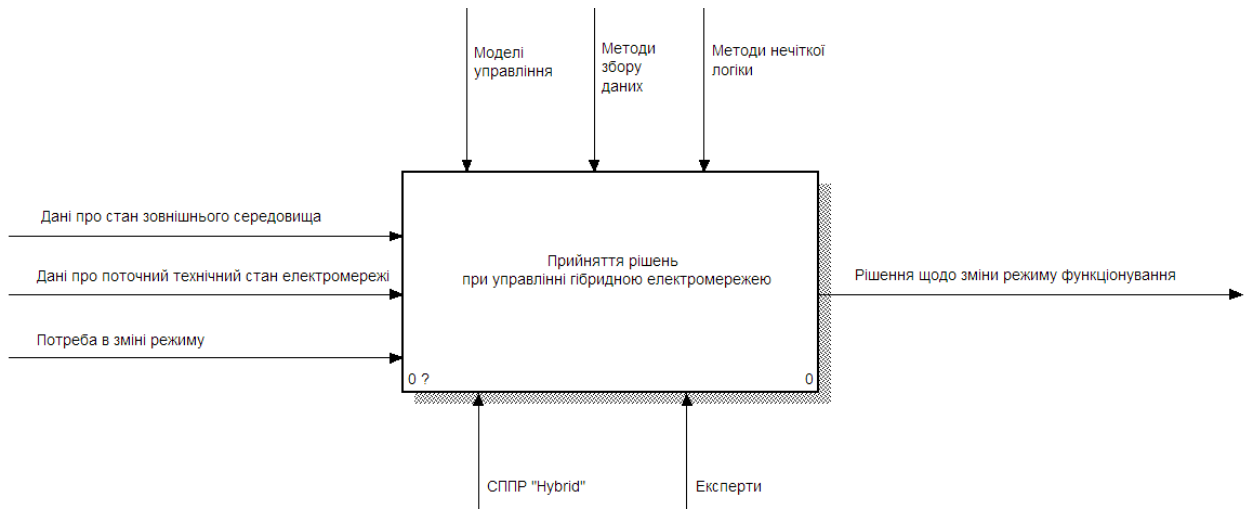 Моделі
управління
Методи
збору
даних
Методи нечіткої
логіки
Дані про стан зовнішнього середовища
Дані про поточний технічний стан електромережі
Потреба в зміні режиму
Прийняття рішень
при управлінні гібридною електромережею
0 ?
0
Рішення щодо зміни режиму функціонування
СППР "Hybrid"
Експерти